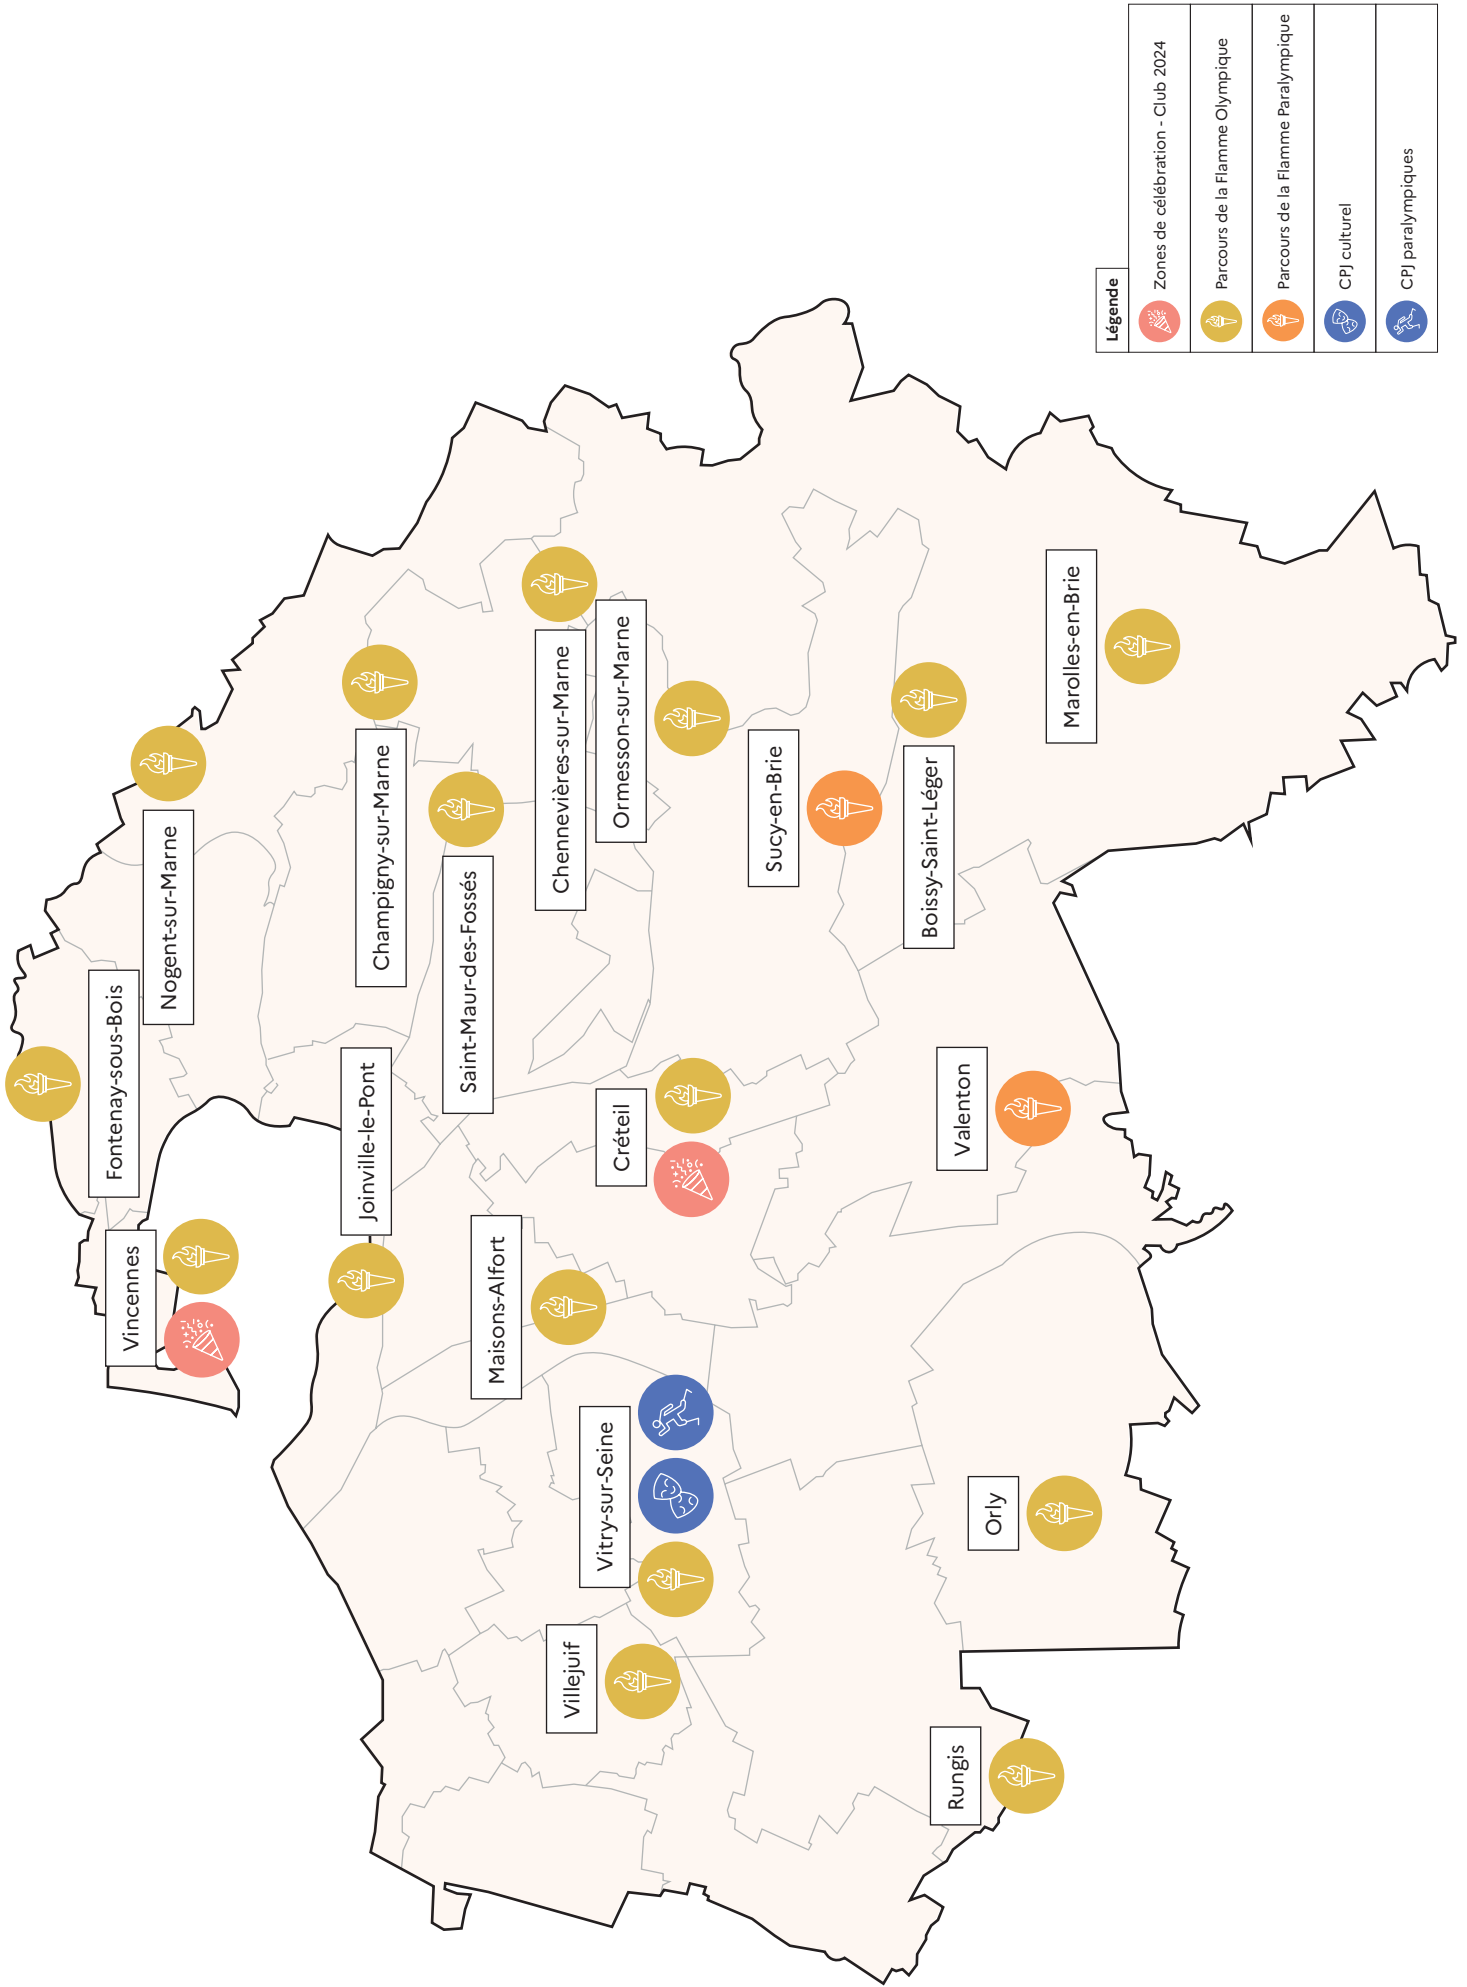 Fontenay-sous-Bois
Vincennes
Nogent-sur-Marne
Joinville-le-Pont
Champigny-sur-Marne
Saint-Maur-des-Fossés
Maisons-Alfort
Chennevières-sur-Marne
Villejuif
Vitry-sur-Seine
Créteil
Ormesson-sur-Marne
Sucy-en-Brie
Boissy-Saint-Léger
Rungis
Valenton
Orly
Marolles-en-Brie
Légende
Zones de célébration - Club 2024
Parcours de la Flamme Olympique
Parcours de la Flamme Paralympique
CPJ culturel
CPJ paralympiques